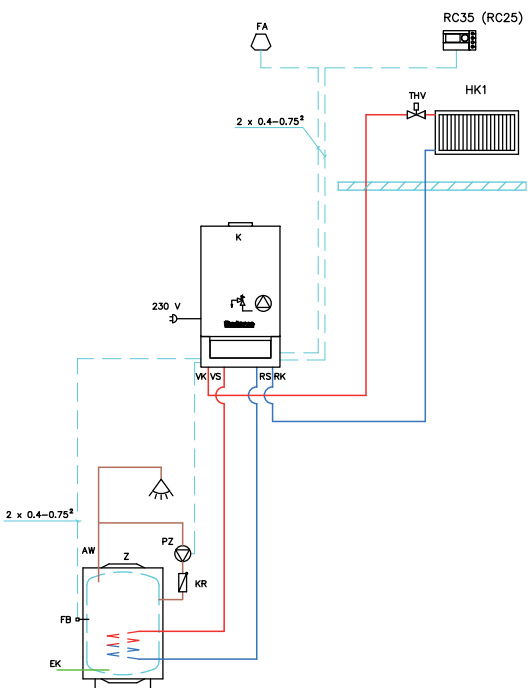 RC35 (RC25)
FA
HK1
THV
2 x 0.4-0.75²
K
230 V
VK VS RS RK
2 x 0.4-0.75²
PZ
AW
Z
KR
FB
EK